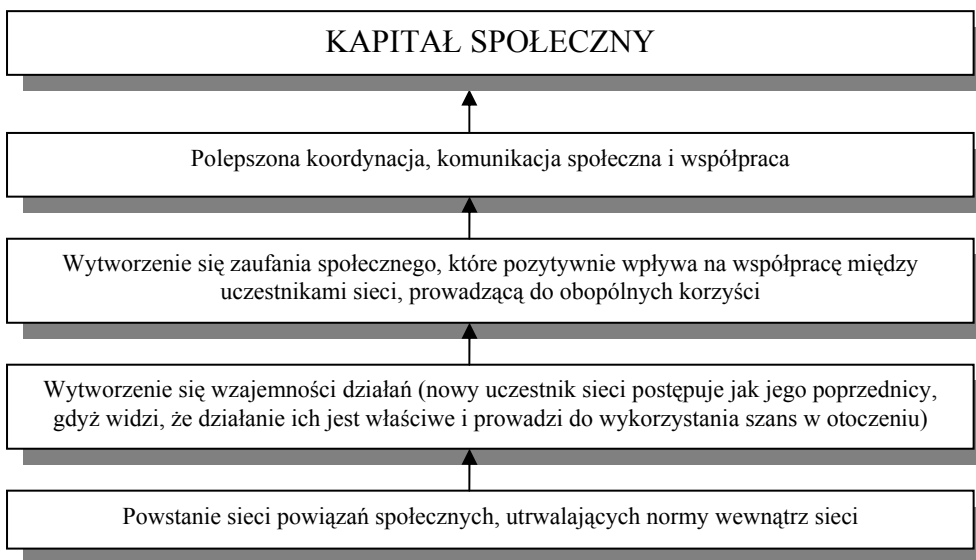 KAPITAŁ SPOŁECZNY
Polepszona koordynacja, komunikacja społeczna i współpraca
Wytworzenie się zaufania społecznego, które pozytywnie wpływa na współpracę między
uczestnikami sieci, prowadzącą do obopólnych korzyści
Wytworzenie się wzajemności działań (nowy uczestnik sieci postępuje jak jego poprzednicy,
gdyż widzi, że działanie ich jest właściwe i prowadzi do wykorzystania szans w otoczeniu)
Powstanie sieci powiązań społecznych, utrwalających normy wewnątrz sieci